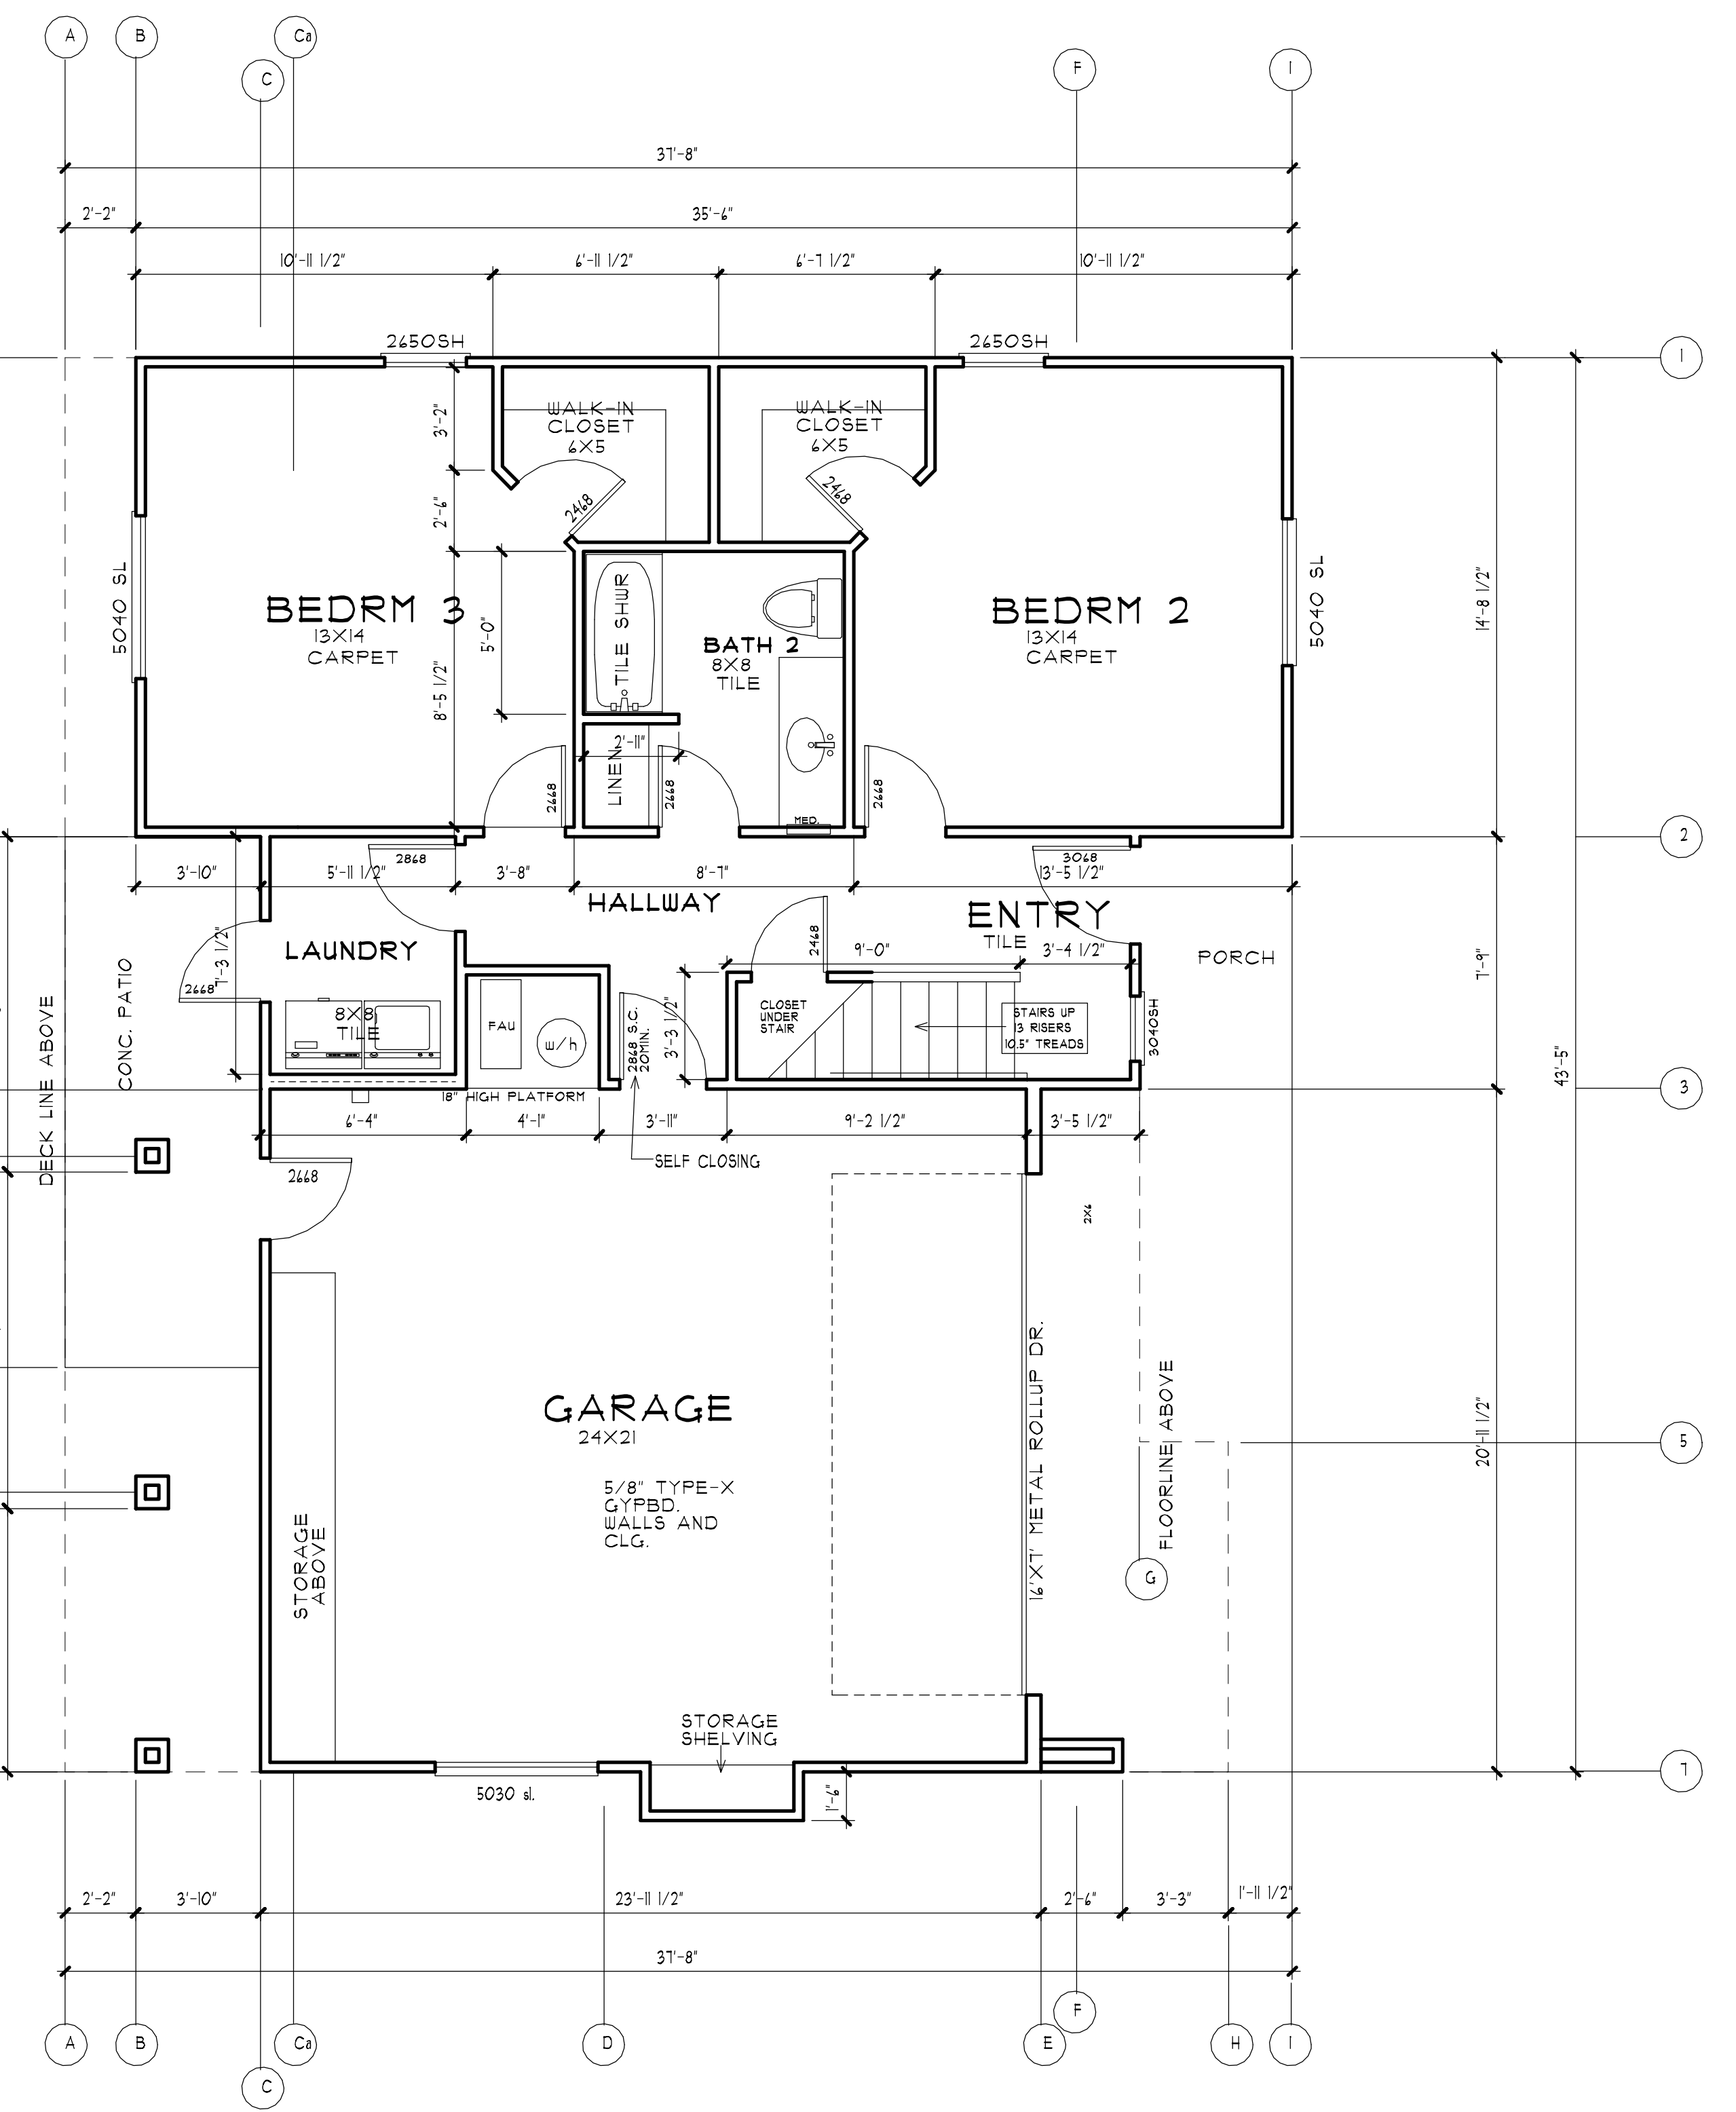 A
B
Ca
C
F
I
37'-8"
2'-2"
35'-6"
10'-11 1/2"
6'-11 1/2"
6'-7 1/2"
10'-11 1/2"
2650SH
2650SH
1
WALK-IN
CLOSET
6X5
WALK-IN
CLOSET
6X5
3'-2"
2'-6"
2468
2468
5040 SL
BEDRM 3
13X14
CARPET
8'-5 1/2"
5'-0"
TILE SHWR
BATH 2
8X8
TILE
BEDRM 2
13X14
CARPET
5040 SL
14'-8 1/2"
2'-11"
LINEN
2668
2668
2668
MED.
2
2868
3068
3'-10"
5'-11 1/2"
3'-8"
8'-7"
13'-5 1/2"
HALLWAY
ENTRY
TILE
LAUNDRY
7'-3 1/2"
2668
8X8
TILE
2468
9'-0"
3'-4 1/2"
PORCH
7'-9"
CONC. PATIO
DECK LINE ABOVE
FAU
w/h
2868 S.C.
20MIN.
3'-3 1/2"
CLOSET
UNDER
STAIR
STAIRS UP
13 RISERS
10.5" TREADS
3040SH
43'-5"
3
18" HIGH PLATFORM
6'-4"
4'-1"
3'-11"
9'-2 1/2"
3'-5 1/2"
SELF CLOSING
2668
2X6
GARAGE
24X21
5/8" TYPE-X
GYPBD.
WALLS AND
CLG.
16'X7' METAL ROLLUP DR.
FLOORLINE ABOVE
20'-11 1/2"
5
G
STORAGE
ABOVE
STORAGE
SHELVING
5030 sl.
1'-6"
7
2'-2"
3'-10"
23'-11 1/2"
2'-6"
3'-3"
1'-11 1/2"
37'-8"
A
B
Ca
C
D
E
F
H
I